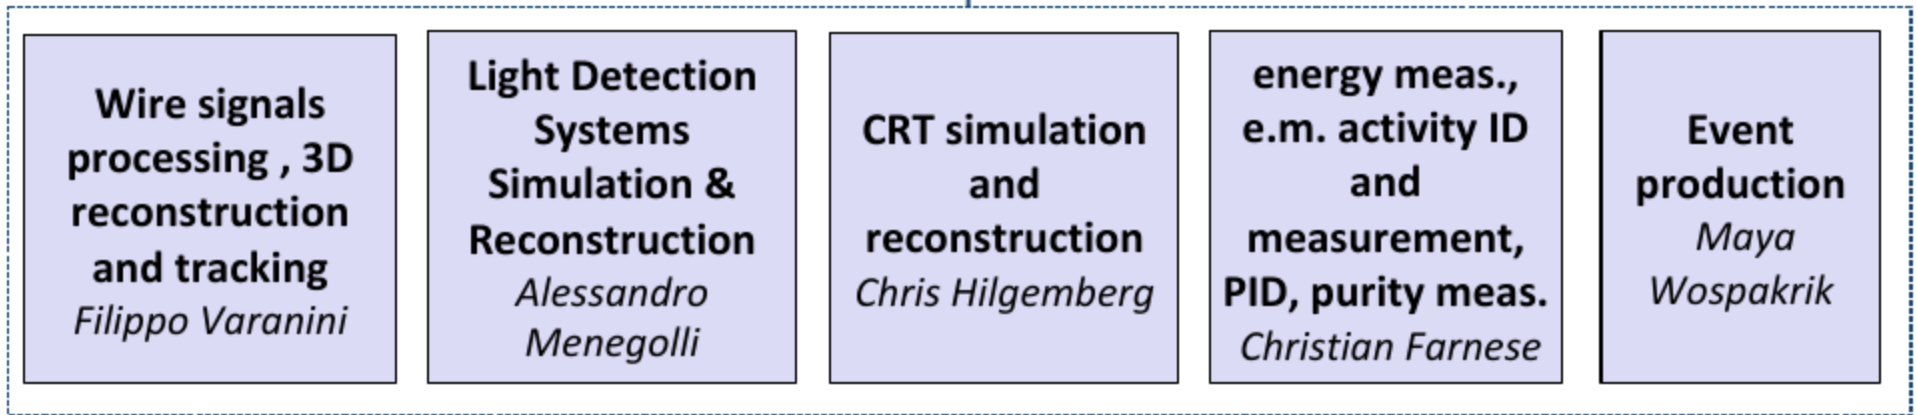 Wire signals
processing , 3D
reconstruction
and tracking
Filippo Varanini
Light Detection
Systems
Simulation &
Reconstruction
Alessandro
Menegolli
CRT simulation
and
reconstruction
Chris Hilgemberg
energy meas.,
e.m. activity ID
and
measurement,
PID, purity meas.
Christian Farnese
Event
production
Maya
Wospakrik